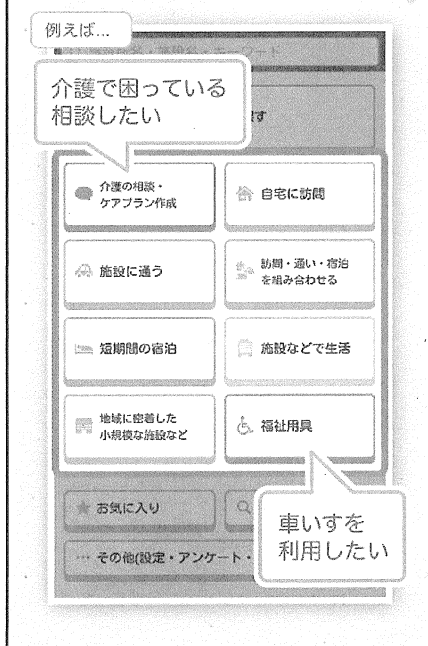 例えば...
介護で困っている
相談したい
す
介護の相談・
ケアプラン作成
自宅に訪問
施設に通う
訪問・通い・宿泊
を組み合わせる
短期間の宿泊
施設などで生活
地域に密着した
小規模な施設など
福祉用具
お気に入り
車いすを
利用したい
その他(設定・アンケート・